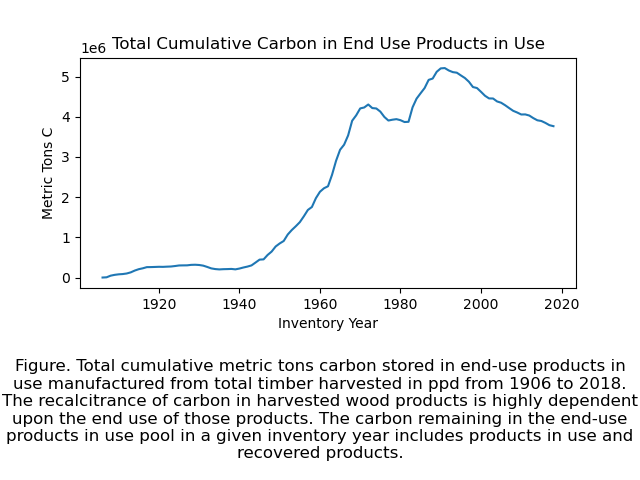 Total Cumulative Carbon in End Use Products in Use
1e6
5
4
3
2
1
0
Metric Tons C
1920 1940 1960 1980 2000 2020
Inventory Year
Figure. Total cumulative metric tons carbon stored in end-use products in
use manufactured from total timber harvested in ppd from 1906 to 2018.
The recalcitrance of carbon in harvested wood products is highly dependent
upon the end use of those products. The carbon remaining in the end-use
products in use pool in a given inventory year includes products in use and
recovered products.